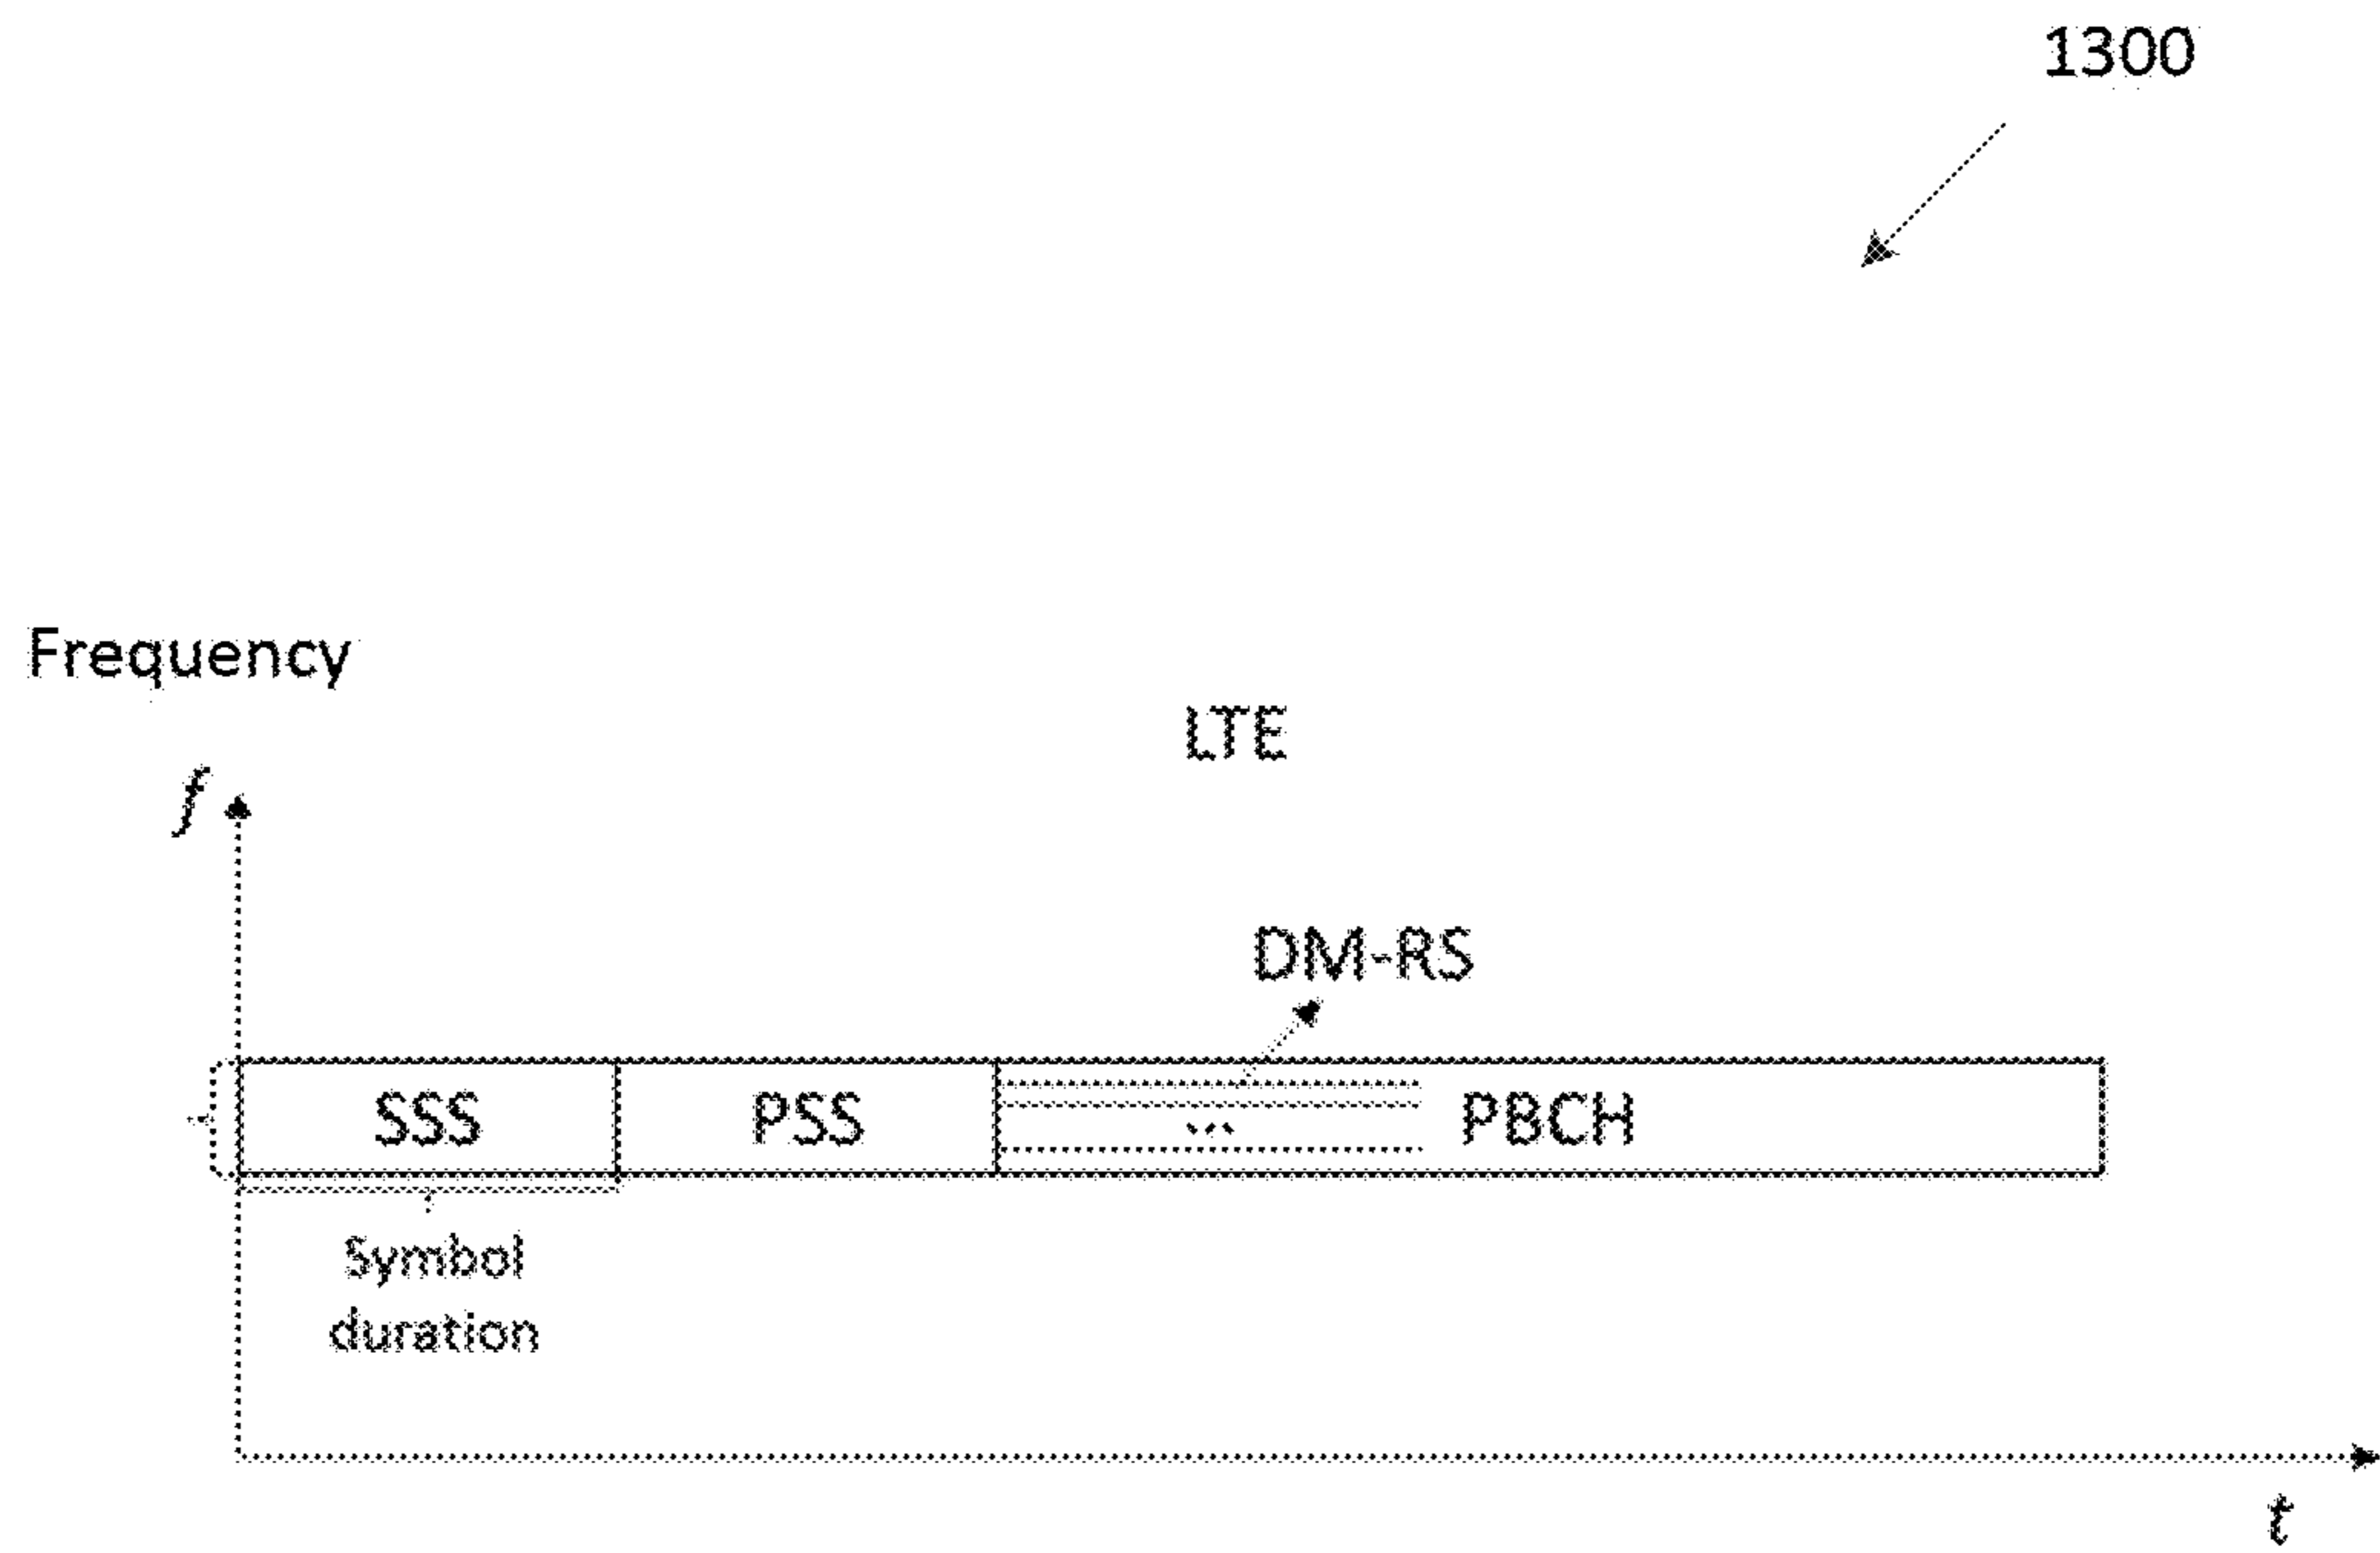 1300
Frequency
LTE
f
DM-RS
SSS
PSS
...
PBCH
Symbol
duration
t